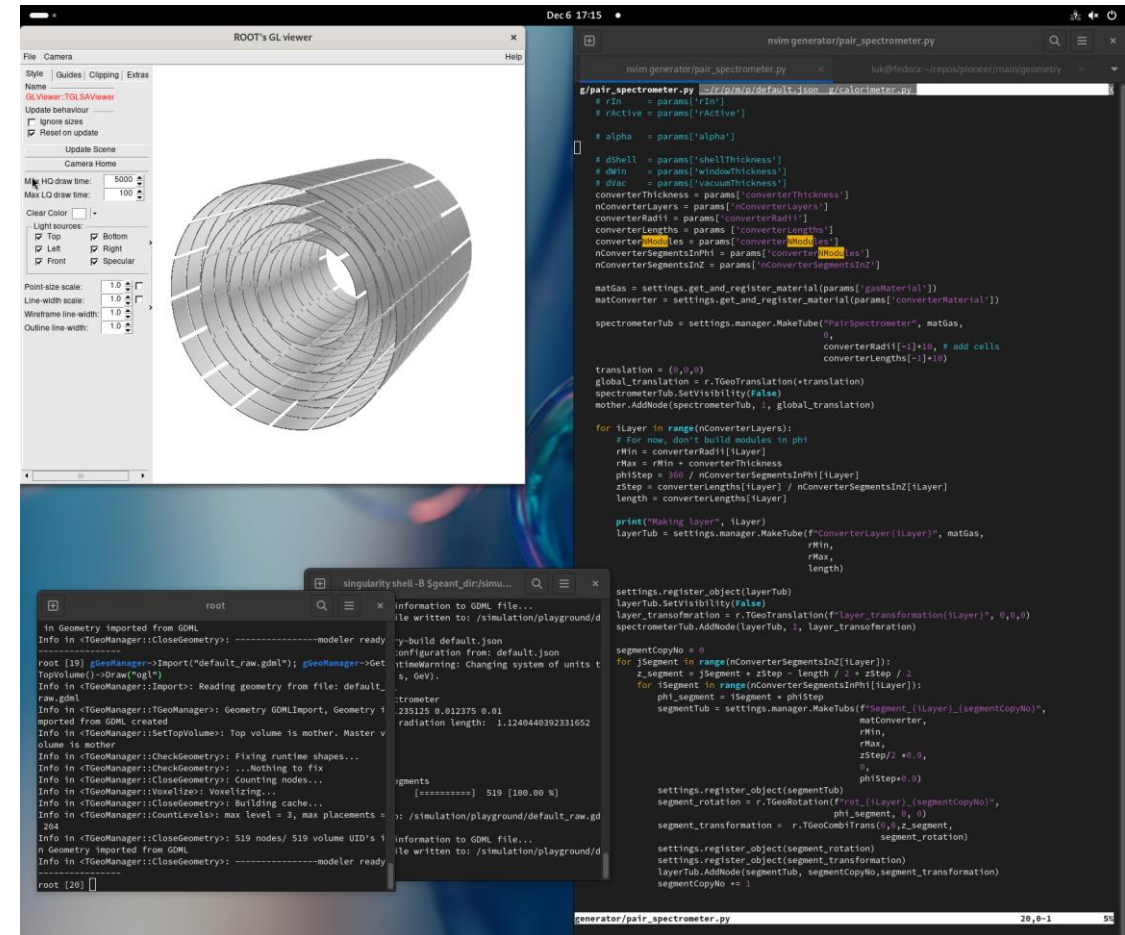 Dec 6 17:15
ROOT's GL viewer
File Camera
Help
Style Guides Clipping Extras
Name
GLViewer::TGLSAViewer
Update behaviour
Ignore sizes
Reset on update
Update Scene
Camera Home
Max HQ draw time: 5000
Max LQ draw time: 100
Clear Color
Light sources:
Top Bottom
Left Right
Front Specular
Point-size scale: 1.0
Line-width scale: 1.0
Wireframe line-width: 1.0
Outline line-width: 1.0
nvim generator/pair_spectrometer.py
nvim generator/pair_spectrometer.py
luk@fedora:~/repos/pioneer/main/geometry
g/pair_spectrometer.py ~/r/p/m/p/default.json g/calorimeter.py X
# rIn = params['rIn']
# rActive = params['rActive']
# alpha = params['alpha']
# dShell = params['shellThickness']
# dWin = params['windowThickness']
# dVac = params['vacuumThickness']
converterThickness = params['converterThickness']
nConverterLayers = params['nConverterLayers']
converterRadii = params['converterRadii']
converterLengths = params ['converterLengths']
converterNModules = params['converterNModules']
nConverterSegmentsInPhi = params['converterNModules']
nConverterSegmentsInZ = params['nConverterSegmentsInZ']
matGas = settings.get_and_register_material(params['gasMaterial'])
matConverter = settings.get_and_register_material(params['converterMaterial'])
spectrometerTub = settings.manager.MakeTube("PairSpectrometer", matGas,
0,
converterRadii[-1]+10, # add cells
converterLengths[-1]+10)
translation = (0,0,0)
global_translation = r.TGeoTranslation(*translation)
spectrometerTub.SetVisibility(False)
mother.AddNode(spectrometerTub, 1, global_translation)
for iLayer in range(nConverterLayers):
# For now, don't build modules in phi
rMin = converterRadii[iLayer]
rMax = rMin + converterThickness
phiStep = 360 / nConverterSegmentsInPhi[iLayer]
zStep = converterLengths[iLayer] / nConverterSegmentsInZ[iLayer]
length = converterLengths[iLayer]
print("Making layer", iLayer)
layerTub = settings.manager.MakeTube(f"ConverterLayer{iLayer}", matGas,
rMin,
rMax,
length)
settings.register_object(layerTub)
layerTub.SetVisibility(False)
layer_transofmration = r.TGeoTranslation(f"layer_transformation{iLayer}", 0,0,0)
spectrometerTub.AddNode(layerTub, 1, layer_transofmration)
segmentCopyNo = 0
for jSegment in range(nConverterSegmentsInZ[iLayer]):
z_segment = jSegment * zStep - length / 2 + zStep / 2
for iSegment in range(nConverterSegmentsInPhi[iLayer]):
phi_segment = iSegment * phiStep
segmentTub = settings.manager.MakeTubs(f"Segment_{iLayer}_{segmentCopyNo}",
matConverter,
rMin,
rMax,
zStep/2 *0.9,
0,
phiStep*0.9)
settings.register_object(segmentTub)
segment_rotation = r.TGeoRotation(f"rot_{iLayer}_{segmentCopyNo}",
phi_segment, 0, 0)
segment_transformation = r.TGeoCombiTrans(0,0,z_segment,
segment_rotation)
settings.register_object(segment_rotation)
settings.register_object(segment_transformation)
layerTub.AddNode(segmentTub, segmentCopyNo,segment_transformation)
segmentCopyNo += 1
generator/pair_spectrometer.py 20,0-1 5%
singularity shell -B $geant_dir:/simu...
information to GDML file...
ile written to: /simulation/playground/d
ry-build default.json
configuration from: default.json
ntimeWarning: Changing system of units t
s, GeV).
ctrometer
.235125 0.012375 0.01
radiation length: 1.1240440392331652
egments
[==========] 519 [100.00 %]
o: /simulation/playground/default_raw.gd
information to GDML file...
ile written to: /simulation/playground/d
root
in Geometry imported from GDML
Info in <TGeoManager::CloseGeometry>: ----------------modeler ready
----------------
root [19] gGeoManager->Import("default_raw.gdml"); gGeoManager->Get
TopVolume()->Draw("ogl")
Info in <TGeoManager::Import>: Reading geometry from file: default_
raw.gdml
Info in <TGeoManager::TGeoManager>: Geometry GDMLImport, Geometry i
mported from GDML created
Info in <TGeoManager::SetTopVolume>: Top volume is mother. Master v
olume is mother
Info in <TGeoManager::CheckGeometry>: Fixing runtime shapes...
Info in <TGeoManager::CheckGeometry>: ...Nothing to fix
Info in <TGeoManager::CloseGeometry>: Counting nodes...
Info in <TGeoManager::Voxelize>: Voxelizing...
Info in <TGeoManager::CloseGeometry>: Building cache...
Info in <TGeoManager::CountLevels>: max level = 3, max placements =
204
Info in <TGeoManager::CloseGeometry>: 519 nodes/ 519 volume UID's i
n Geometry imported from GDML
Info in <TGeoManager::CloseGeometry>: ----------------modeler ready
----------------
root [20]